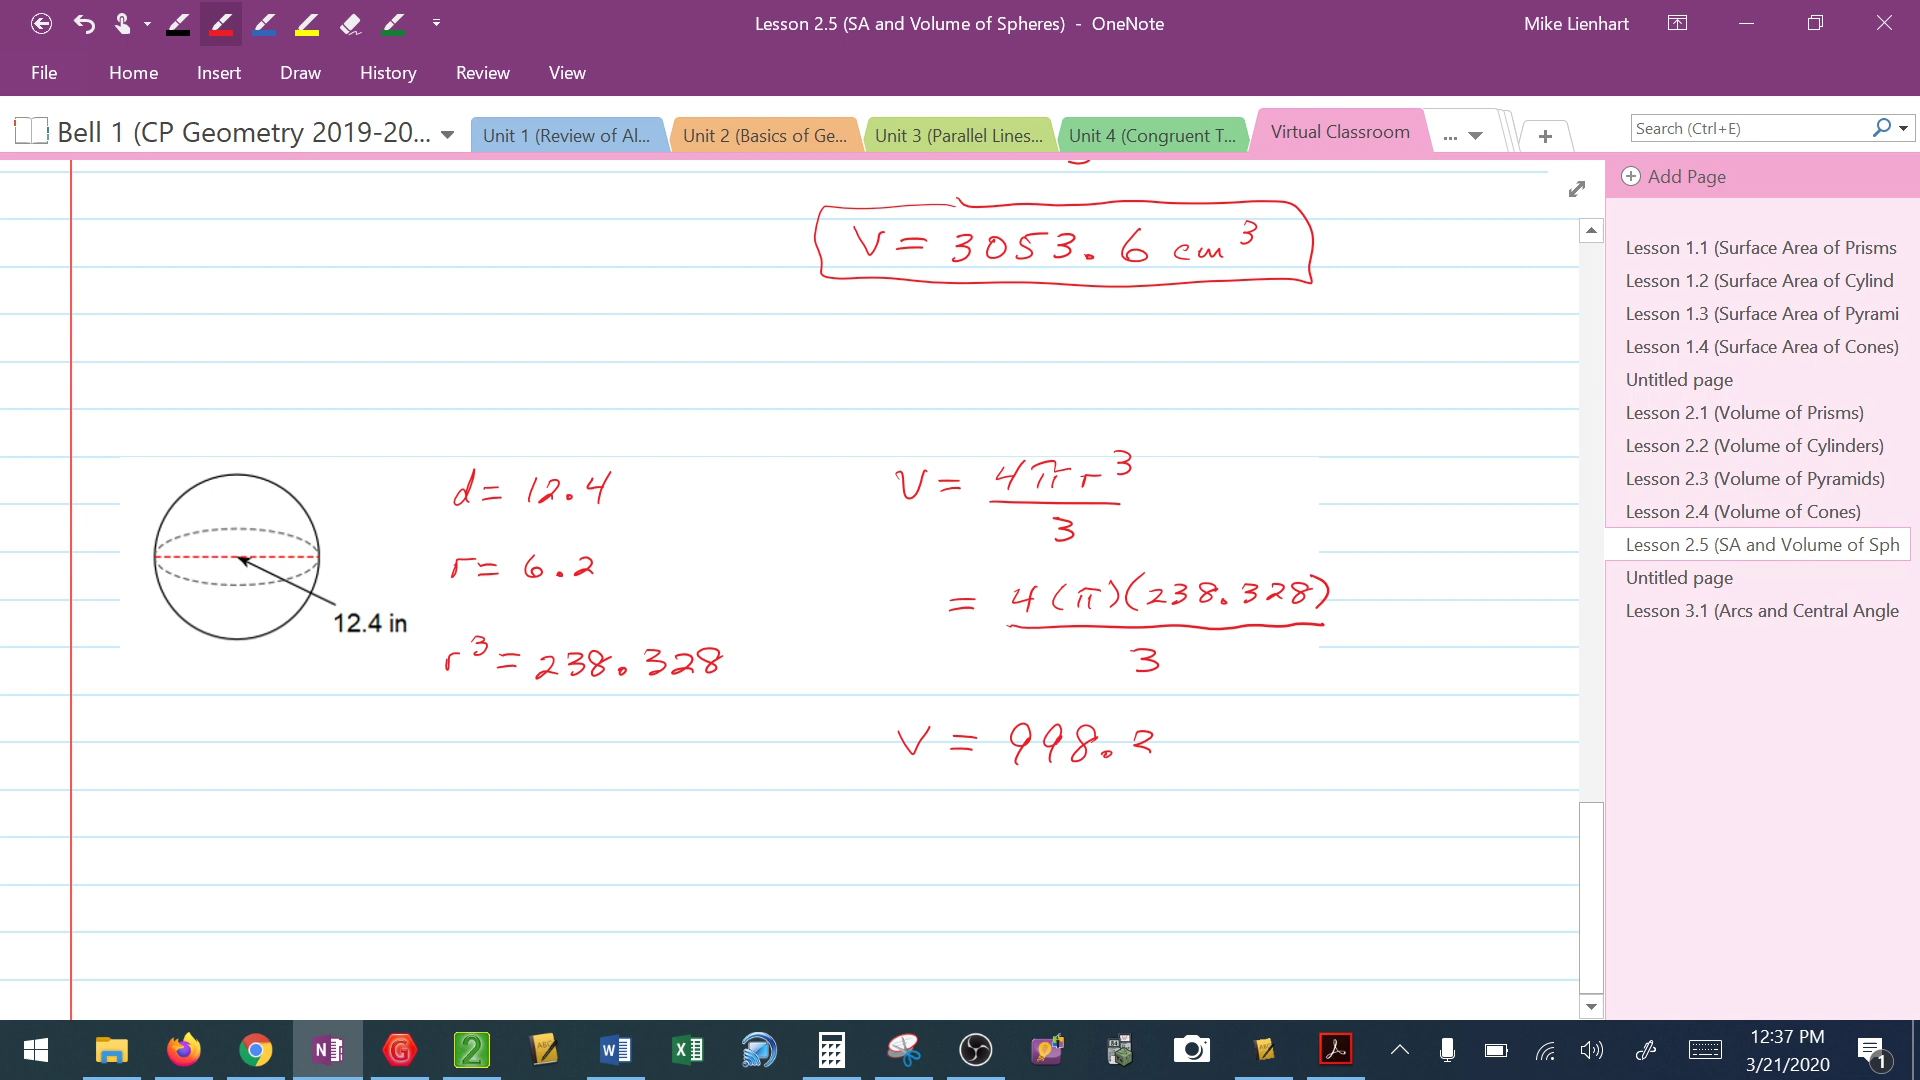 Lesson 2.5 (SA and Volume of Spheres) - OneNote
Mike Lienhart
File Home Insert Draw History Review View
Bell 1 (CP Geometry 2019-20...
Unit 1 (Review of Al...
Unit 2 (Basics of Ge...
Unit 3 (Parallel Lines...
Unit 4 (Congruent T...
Virtual Classroom
...
Search (Ctrl+E)
Add Page
Lesson 1.1 (Surface Area of Prisms
Lesson 1.2 (Surface Area of Cylind
Lesson 1.3 (Surface Area of Pyrami
Lesson 1.4 (Surface Area of Cones)
Untitled page
Lesson 2.1 (Volume of Prisms)
Lesson 2.2 (Volume of Cylinders)
Lesson 2.3 (Volume of Pyramids)
Lesson 2.4 (Volume of Cones)
Lesson 2.5 (SA and Volume of Sph
Untitled page
Lesson 3.1 (Arcs and Central Angle
V = 3053.6 cm³
12.4 in
d = 12.4
r = 6.2
r³ = 238.328
V = 4πr³
3
= 4(π)(238.328)
3
V = 998.3
12:37 PM
3/21/2020
1